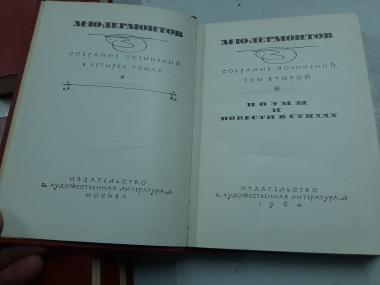 М·Ю·ЛЕРМОНТОВ
СОБРАНИЕ СОЧИНЕНИЙ
В ЧЕТЫРЕХ ТОМАХ
ИЗДАТЕЛЬСТВО
«ХУДОЖЕСТВЕННАЯ ЛИТЕРАТУРА»
МОСКВА
М·Ю·ЛЕРМОНТОВ
СОБРАНИЕ СОЧИНЕНИЙ
ТОМ ВТОРОЙ
ПОЭМЫ
И
ПОВЕСТИ В СТИХАХ
ИЗДАТЕЛЬСТВО
«ХУДОЖЕСТВЕННАЯ ЛИТЕРАТУРА»
1964